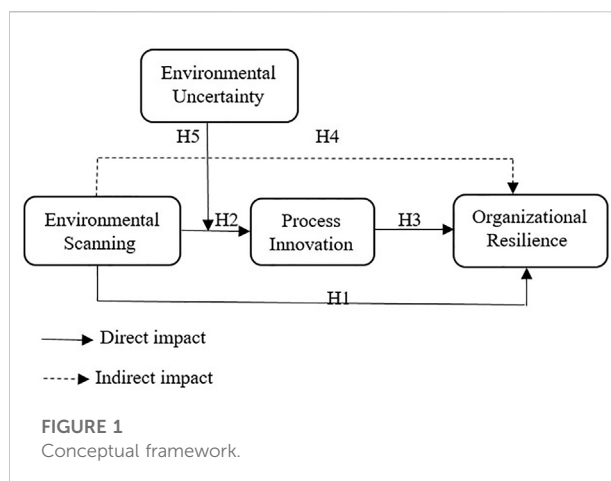 Environmental
Uncertainty
H5
H4
Environmental
Scanning
H2
Process
Innovation
H3
Organizational
Resilience
H1
Direct impact
Indirect impact
FIGURE 1
Conceptual framework.